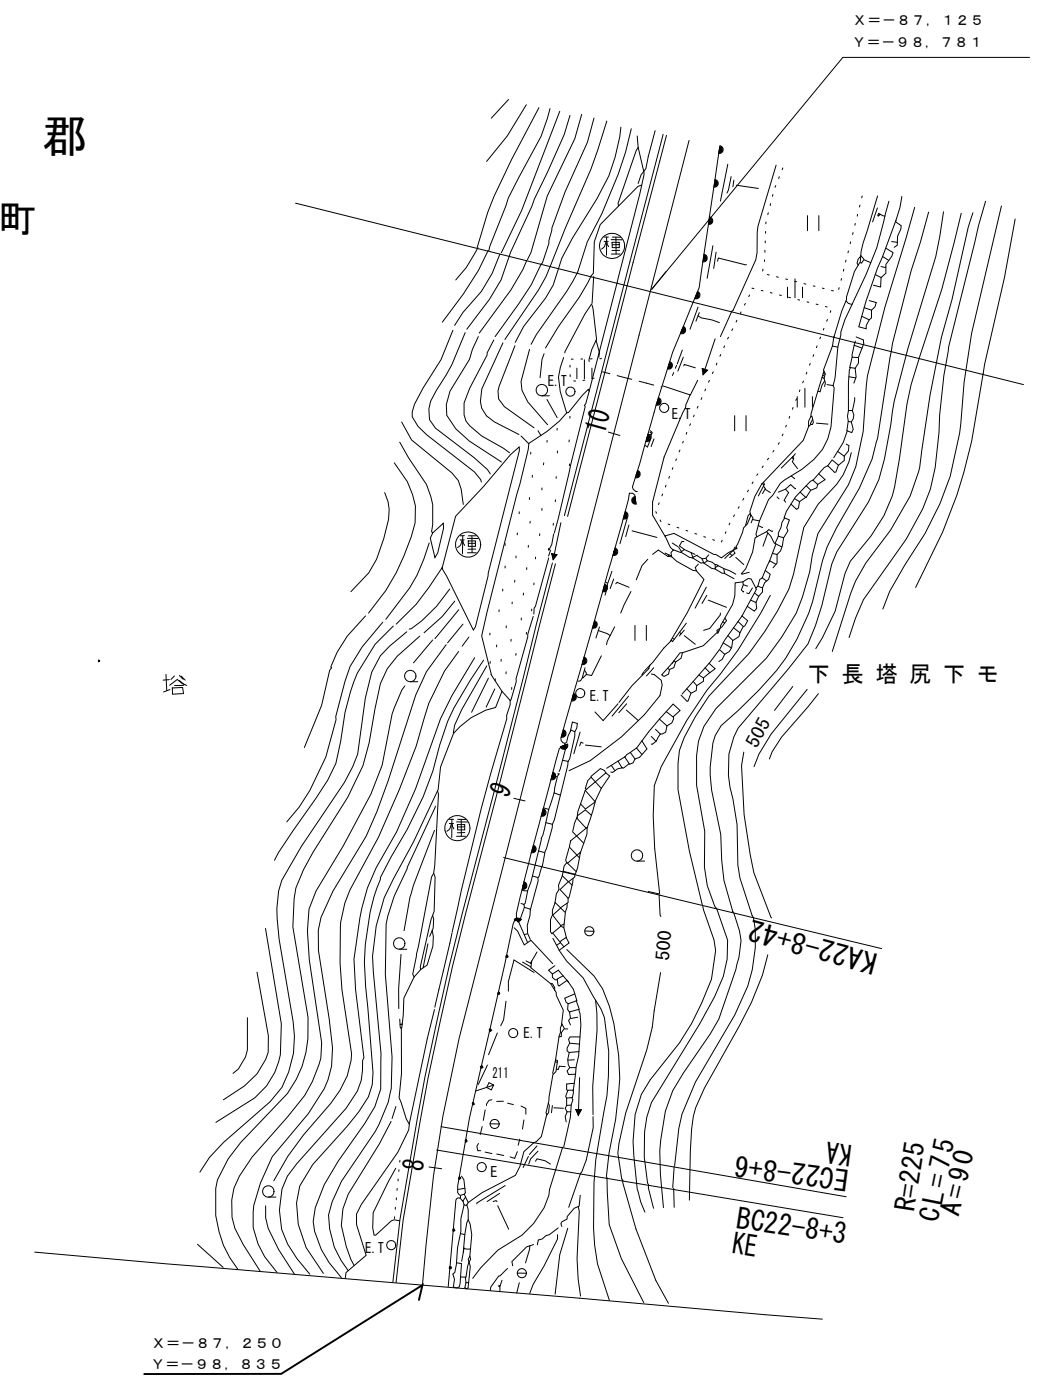 X=-87, 125
Y=-98, 781
郡
町
種
E.T
10
E.T
種
下長塔尻下モ
塔
E.T
505
9
種
500
KA22-8+42
E.T
211
KA
EC22-8+6
8
E
BC22-8+3
KE
R=225
CL=75
A=90
E.T
X=-87, 250
Y=-98, 835